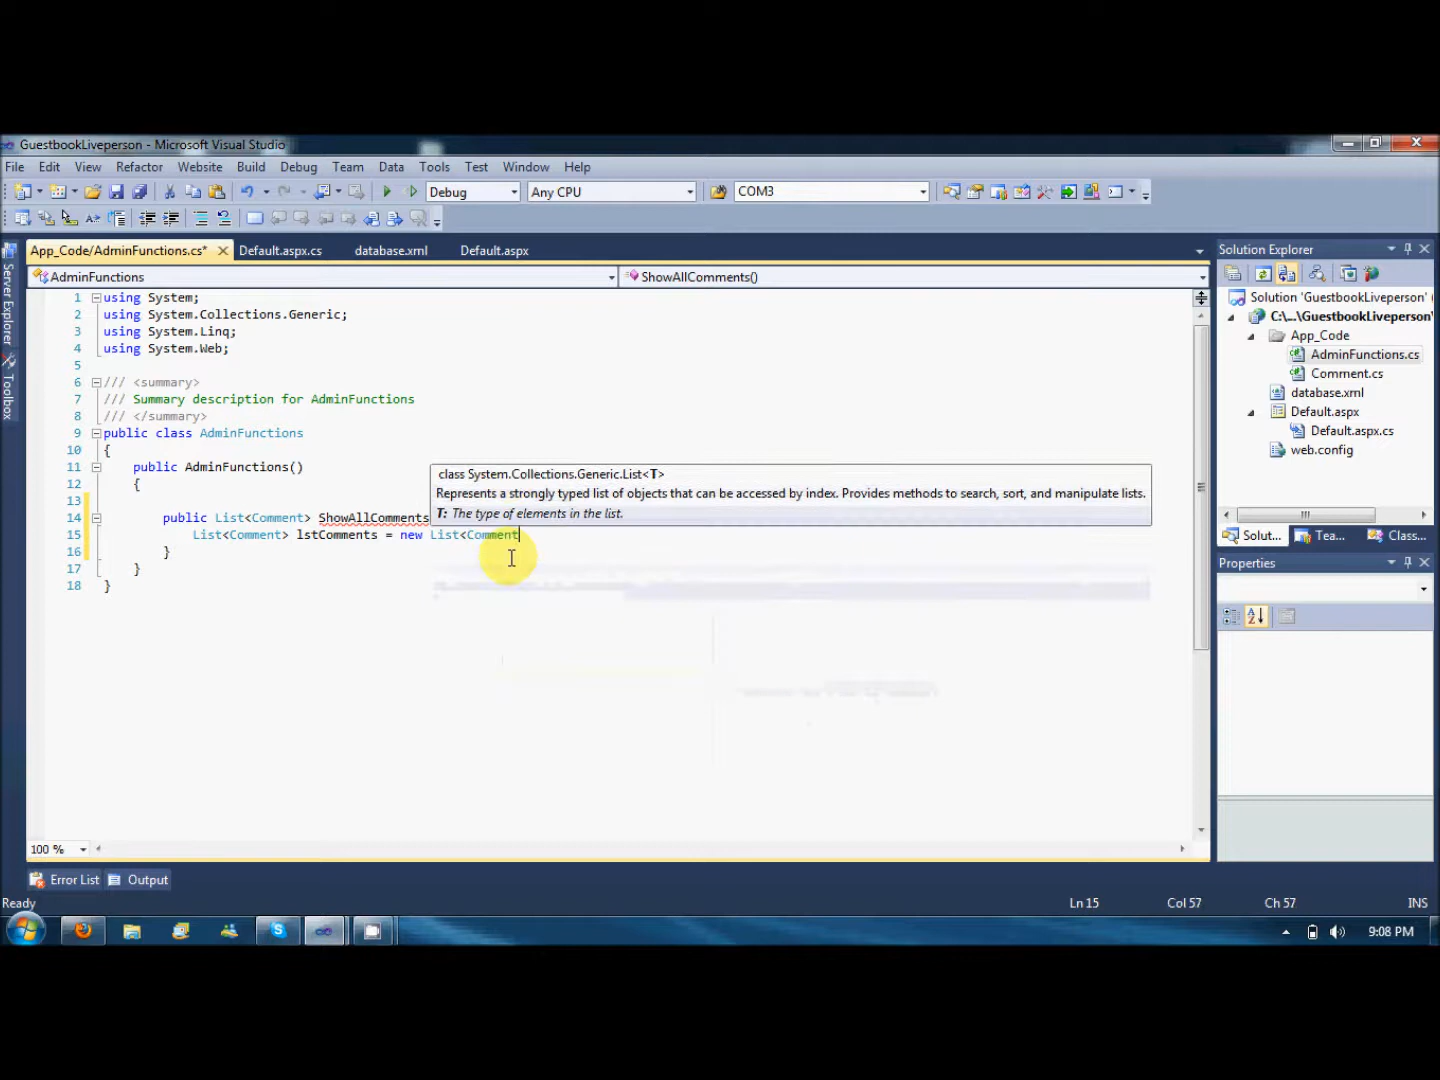 GuestbookLiveperson - Microsoft Visual Studio
File Edit View Refactor Website Build Debug Team Data Tools Test Window Help
Debug Any CPU COM3
App_Code/AdminFunctions.cs* Default.aspx.cs database.xml Default.aspx
AdminFunctions ShowAllComments()
1 using System;
2 using System.Collections.Generic;
3 using System.Linq;
4 using System.Web;
5
6 /// <summary>
7 /// Summary description for AdminFunctions
8 /// </summary>
9 public class AdminFunctions
10 {
11 public AdminFunctions()
12 {
13
14 public List<Comment> ShowAllComments
15 List<Comment> lstComments = new List<Comment
16 }
17 }
18 }
class System.Collections.Generic.List<T>
Represents a strongly typed list of objects that can be accessed by index. Provides methods to search, sort, and manipulate lists.
T: The type of elements in the list.
100 %
Solution Explorer
Solution 'GuestbookLiveperson' (
C:\...\GuestbookLiveperson\
App_Code
AdminFunctions.cs
Comment.cs
database.xml
Default.aspx
Default.aspx.cs
web.config
Solut... Tea... Class...
Properties
Server Explorer
Toolbox
Error List Output
Ready Ln 15 Col 57 Ch 57 INS
9:08 PM